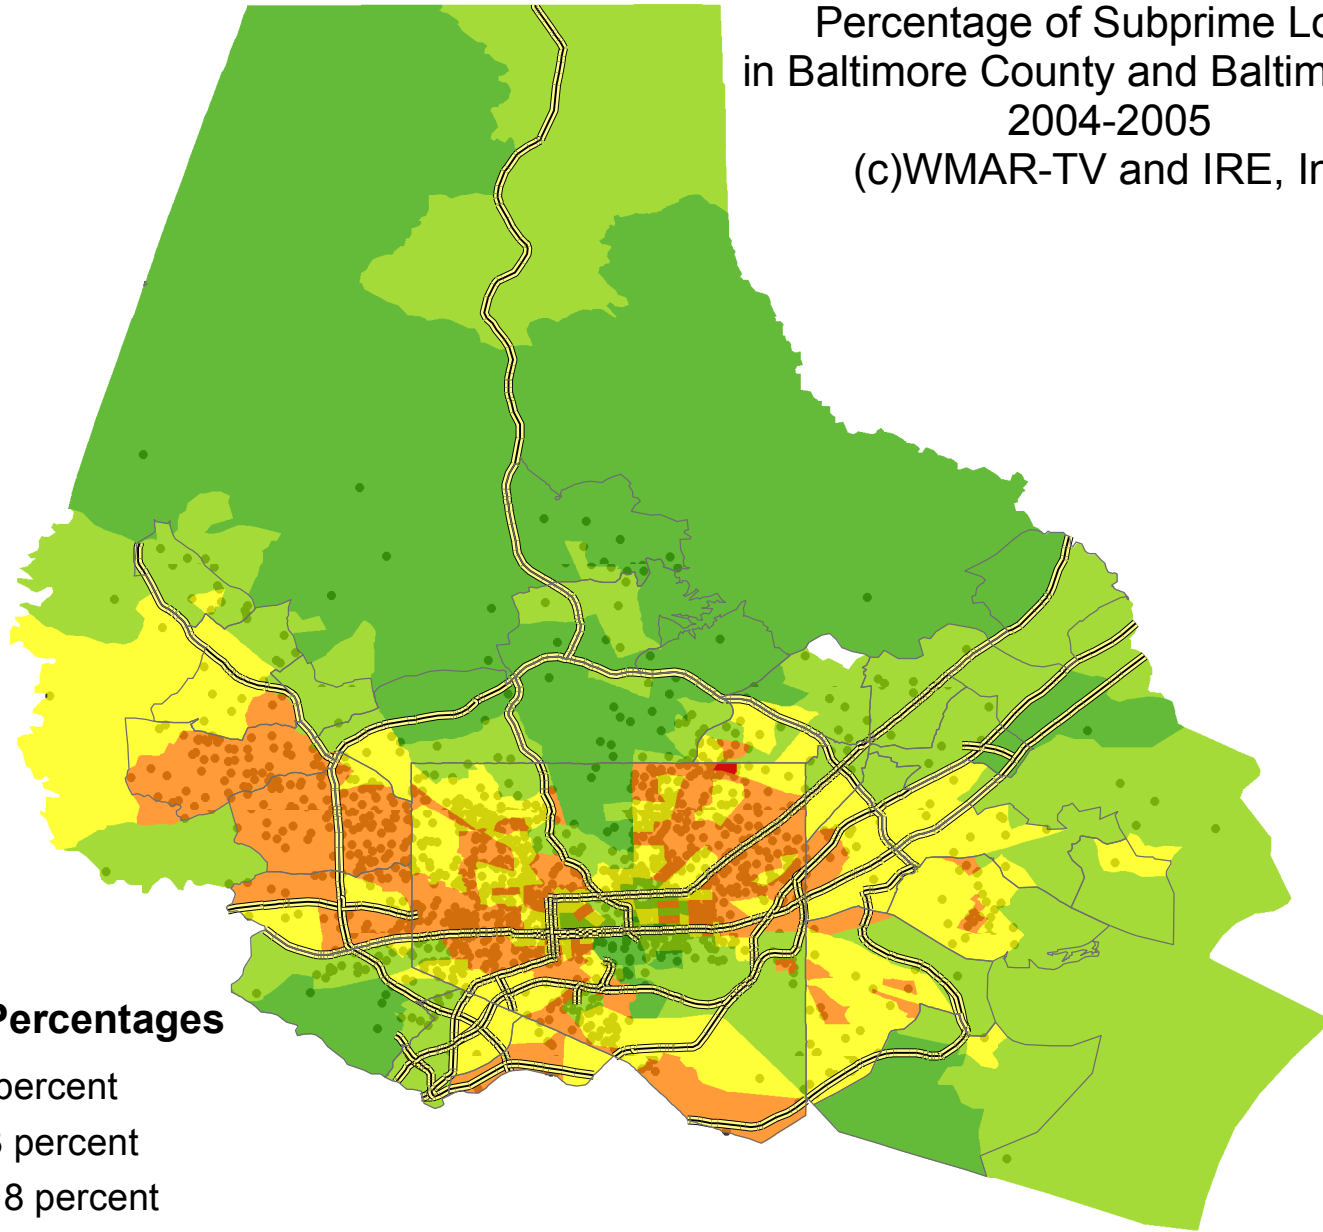 Percentage of Subprime Lo
in Baltimore County and Baltim
2004-2005
(c)WMAR-TV and IRE, In
Percentages
percent
percent
8 percent